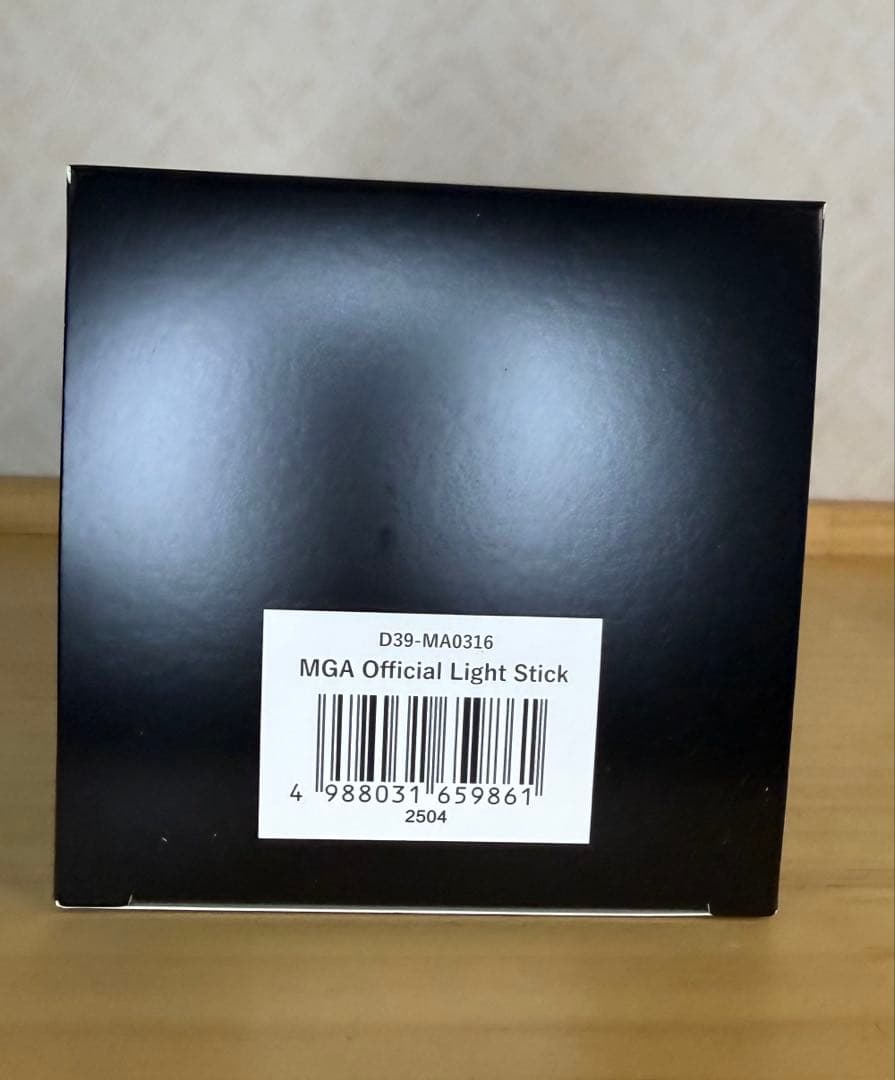 D39-MA0316
MGA Official Light Stick
4 988031 659861
2504